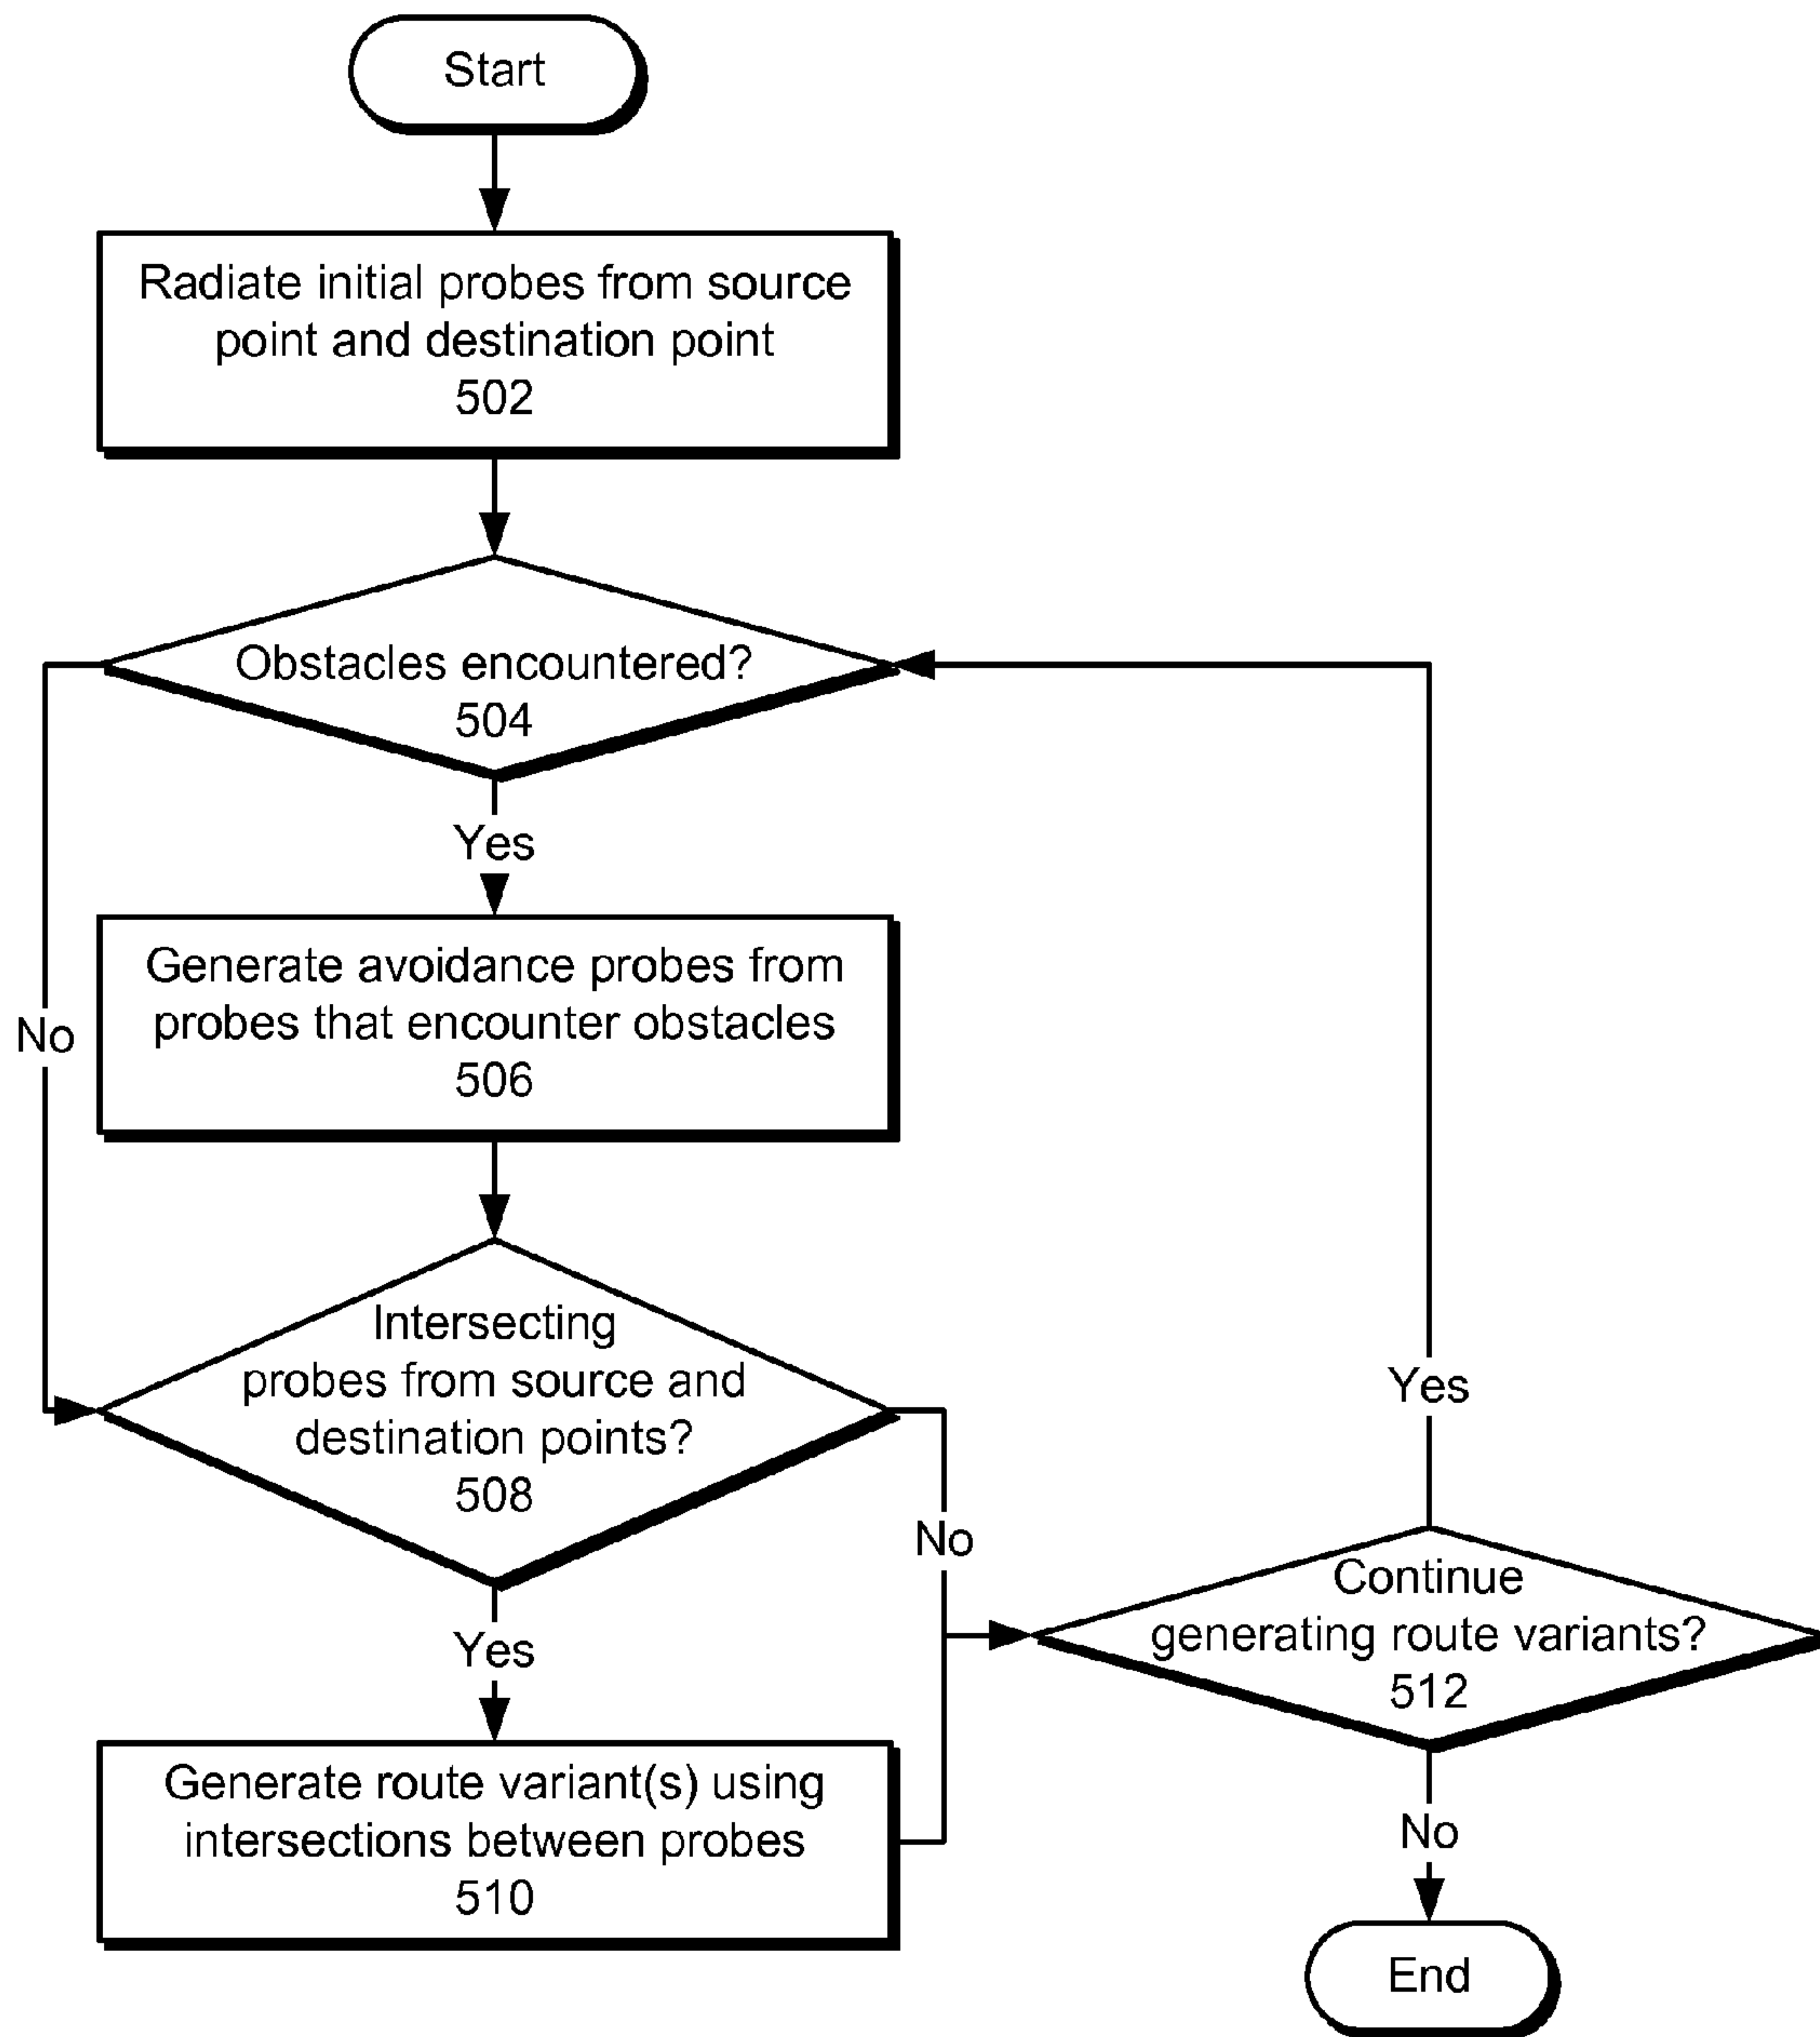 Start
Radiate initial probes from source
point and destination point
502
Obstacles encountered?
504
Yes
No
Generate avoidance probes from
probes that encounter obstacles
506
Intersecting
probes from source and
destination points?
508
Yes
No
Generate route variant(s) using
intersections between probes
510
Continue
generating route variants?
512
Yes
No
End